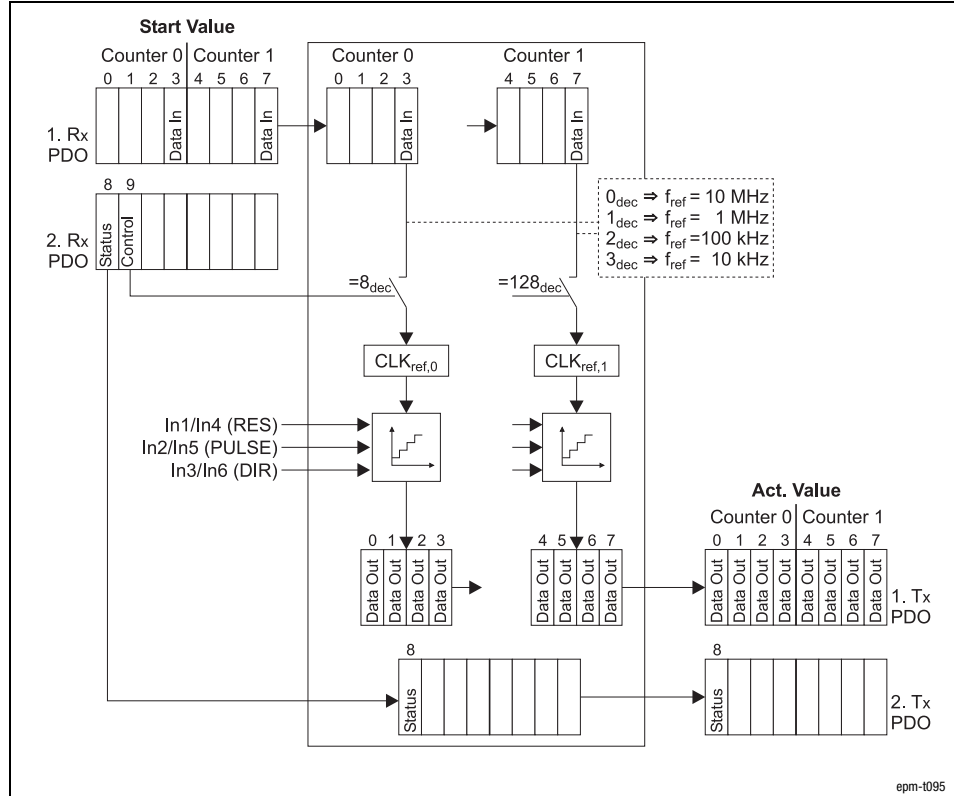 Start Value
Counter 0 Counter 1
0 1 2 3 4 5 6 7
Data In Data In
1. Rx
PDO
Counter 0
0 1 2 3
Data In
Counter 1
4 5 6 7
Data In
8 9
Status Control
2. Rx
PDO
0dec ⇒ fref = 10 MHz
1dec ⇒ fref = 1 MHz
2dec ⇒ fref =100 kHz
3dec ⇒ fref = 10 kHz
=8dec
=128dec
CLKref,0
CLKref,1
In1/In4 (RES)
In2/In5 (PULSE)
In3/In6 (DIR)
0 1 2 3
Data Out Data Out Data Out Data Out
4 5 6 7
Data Out Data Out Data Out Data Out
Act. Value
Counter 0 Counter 1
0 1 2 3 4 5 6 7
Data Out Data Out Data Out Data Out Data Out Data Out Data Out Data Out
1. Tx
PDO
8
Status
8
Status
2. Tx
PDO
epm-t095